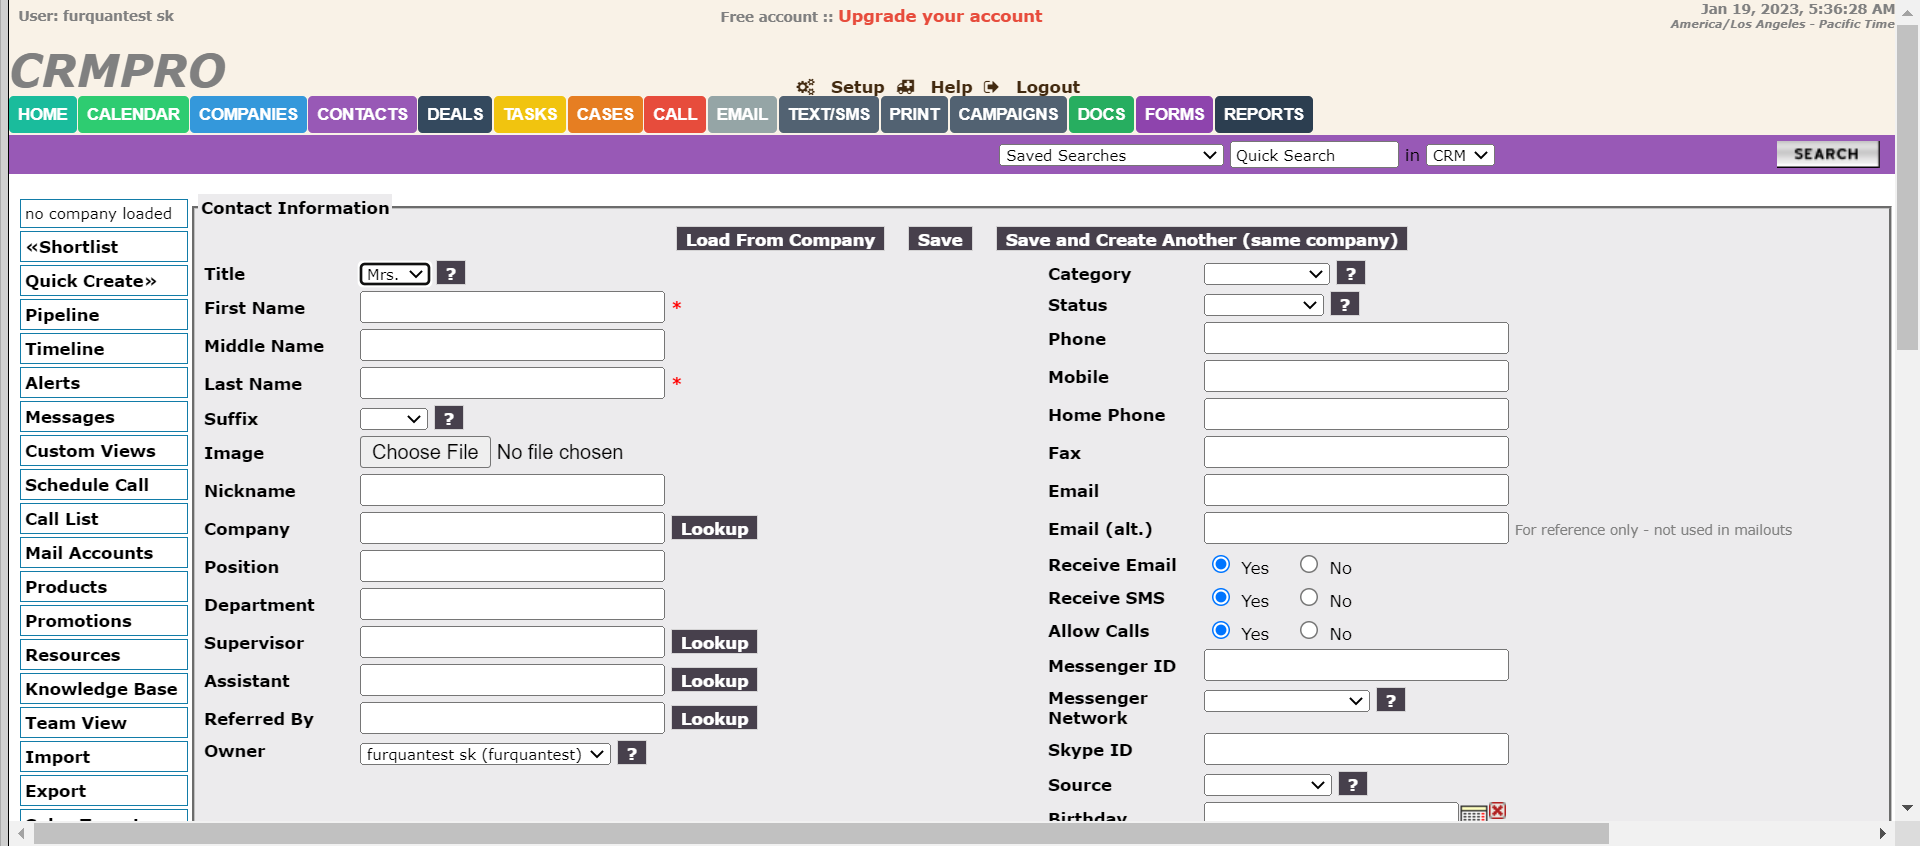 User: furquantest sk
Free account :: Upgrade your account
Jan 19, 2023, 5:36:28 AM
America/Los Angeles - Pacific Time
CRMPRO
Setup Help Logout
HOME CALENDAR COMPANIES CONTACTS DEALS TASKS CASES CALL EMAIL TEXT/SMS PRINT CAMPAIGNS DOCS FORMS REPORTS
Saved Searches Quick Search in CRM SEARCH
no company loaded
«Shortlist
Quick Create»
Pipeline
Timeline
Alerts
Messages
Custom Views
Schedule Call
Call List
Mail Accounts
Products
Promotions
Resources
Knowledge Base
Team View
Import
Export
Contact Information
Load From Company Save Save and Create Another (same company)
Title Mrs. ?
First Name *
Middle Name
Last Name *
Suffix ?
Image Choose File No file chosen
Nickname
Company Lookup
Position
Department
Supervisor Lookup
Assistant Lookup
Referred By Lookup
Owner furquantest sk (furquantest) ?
Category ?
Status ?
Phone
Mobile
Home Phone
Fax
Email
Email (alt.) For reference only - not used in mailouts
Receive Email Yes No
Receive SMS Yes No
Allow Calls Yes No
Messenger ID
Messenger
Network ?
Skype ID
Source ?
Birthday